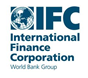 IFC
International
Finance
Corporation
World Bank Group